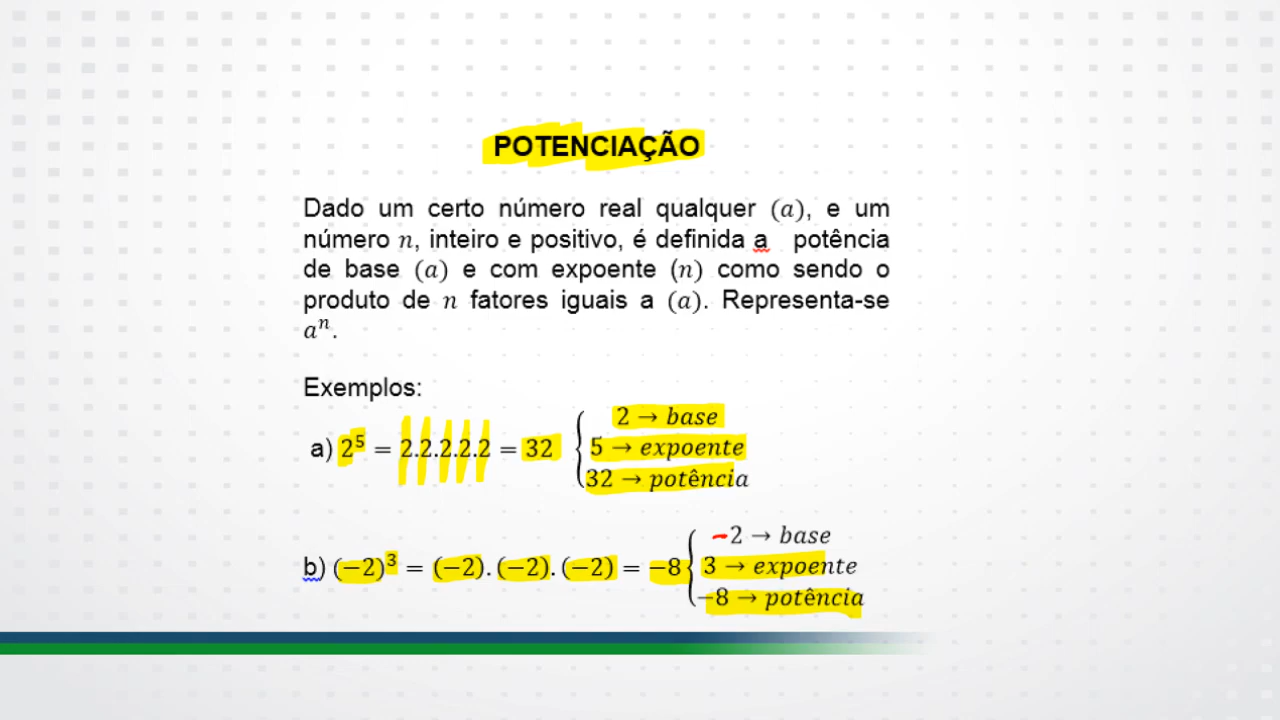 POTENCIAÇÃO
Dado um certo número real qualquer (a), e um
número n, inteiro e positivo, é definida a potência
de base (a) e com expoente (n) como sendo o
produto de n fatores iguais a (a). Representa-se
aⁿ.
Exemplos:
a) 2⁵ = 2.2.2.2.2 = 32 { 2 → base
5 → expoente
32 → potência
b) (−2)³ = (−2). (−2). (−2) = −8 { −2 → base
3 → expoente
−8 → potência